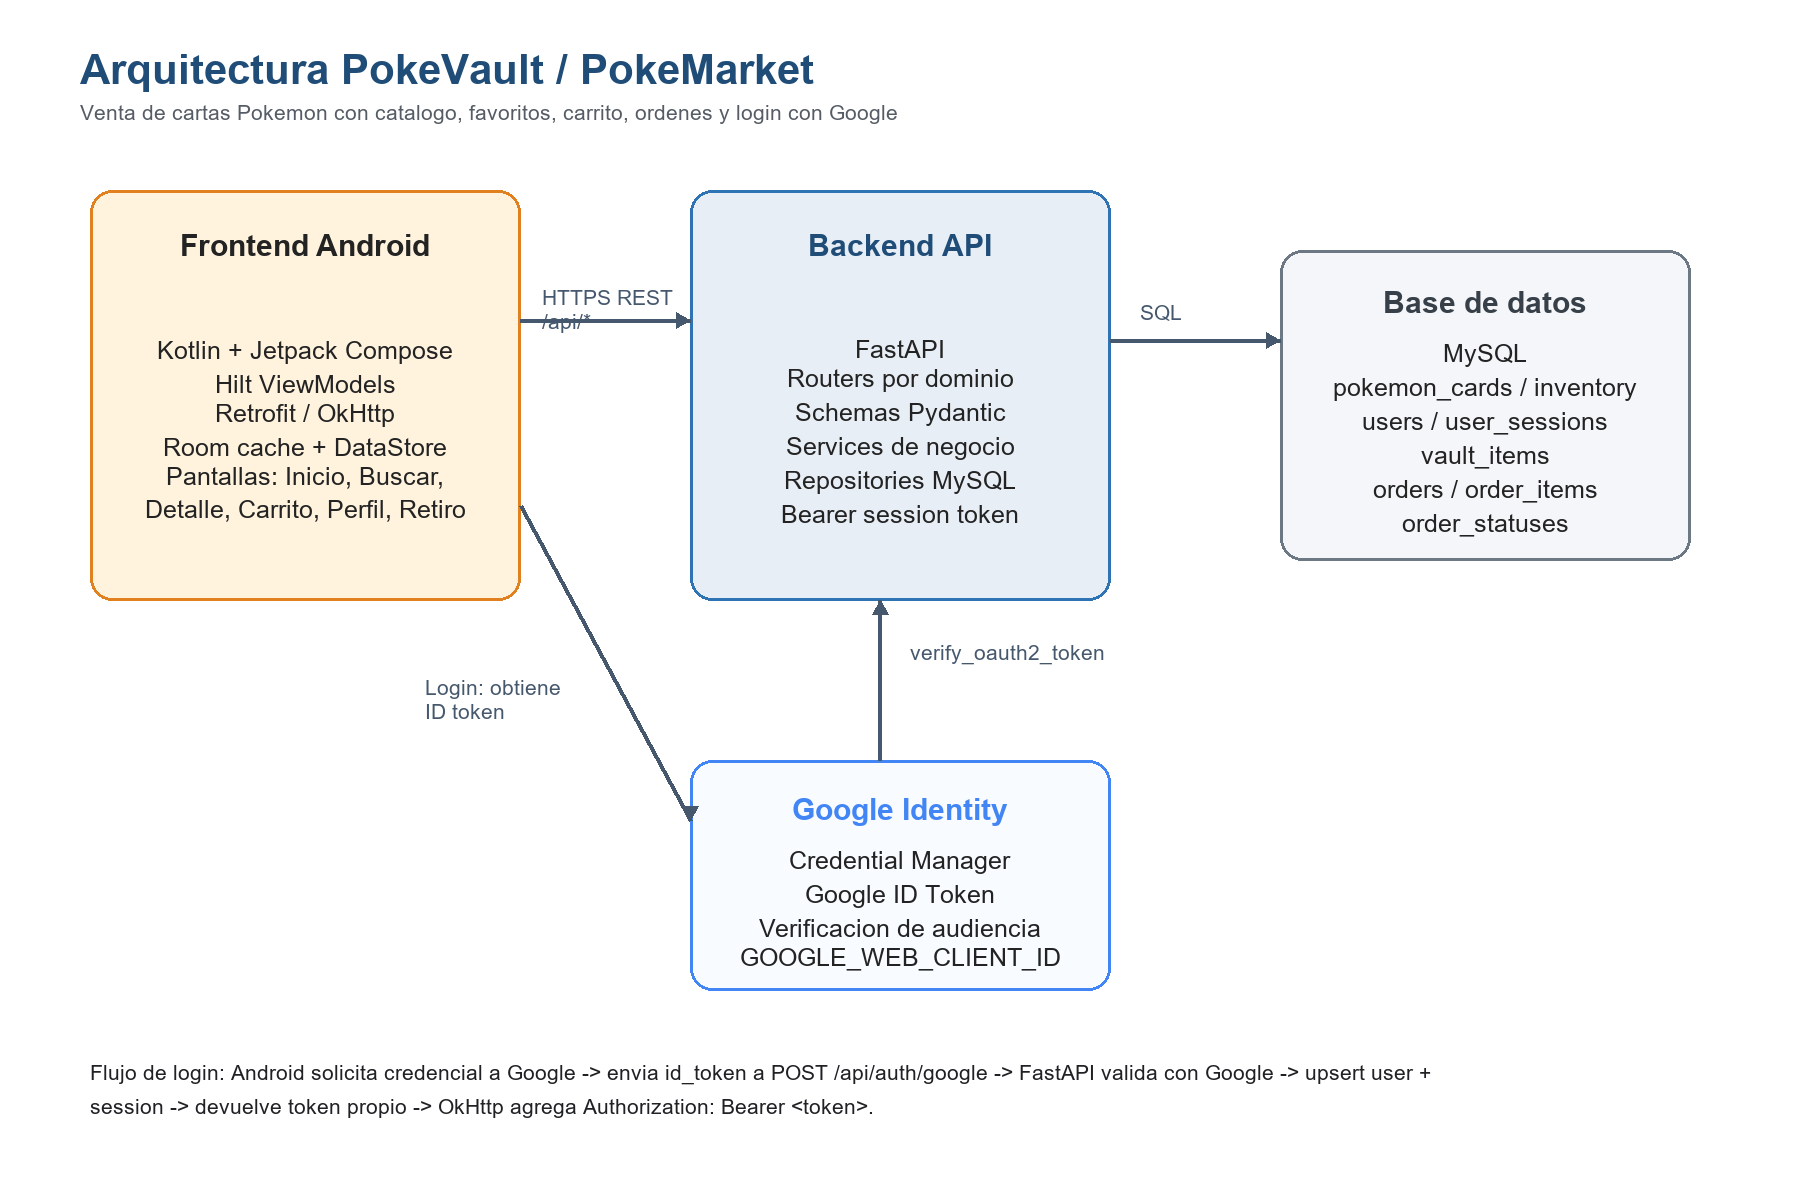 Arquitectura PokeVault / PokeMarket
Venta de cartas Pokemon con catalogo, favoritos, carrito, ordenes y login con Google
Frontend Android
Kotlin + Jetpack Compose
Hilt ViewModels
Retrofit / OkHttp
Room cache + DataStore
Pantallas: Inicio, Buscar,
Detalle, Carrito, Perfil, Retiro
HTTPS REST
/api/*
Backend API
FastAPI
Routers por dominio
Schemas Pydantic
Services de negocio
Repositories MySQL
Bearer session token
SQL
Base de datos
MySQL
pokemon_cards / inventory
users / user_sessions
vault_items
orders / order_items
order_statuses
Login: obtiene
ID token
verify_oauth2_token
Google Identity
Credential Manager
Google ID Token
Verificacion de audiencia
GOOGLE_WEB_CLIENT_ID
Flujo de login: Android solicita credencial a Google -> envia id_token a POST /api/auth/google -> FastAPI valida con Google -> upsert user +
session -> devuelve token propio -> OkHttp agrega Authorization: Bearer <token>.